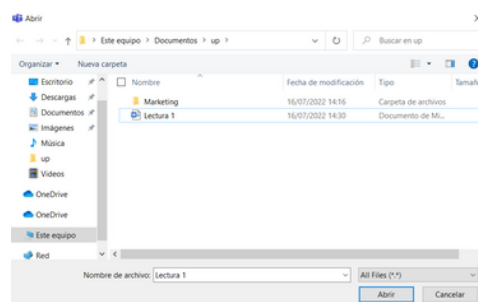 Abrir
Este equipo > Documentos > up >
Buscar en up
Organizar Nueva carpeta
Nombre Fecha de modificación Tipo Tamañ
Escritorio
Descargas
Documentos
Imágenes
Música
up
Videos
OneDrive
OneDrive
Este equipo
Red
Marketing 16/07/2022 14:16 Carpeta de archivos
Lectura 1 16/07/2022 14:30 Documento de Mi...
Nombre de archivo: Lectura 1 All Files (*.*)
Abrir Cancelar